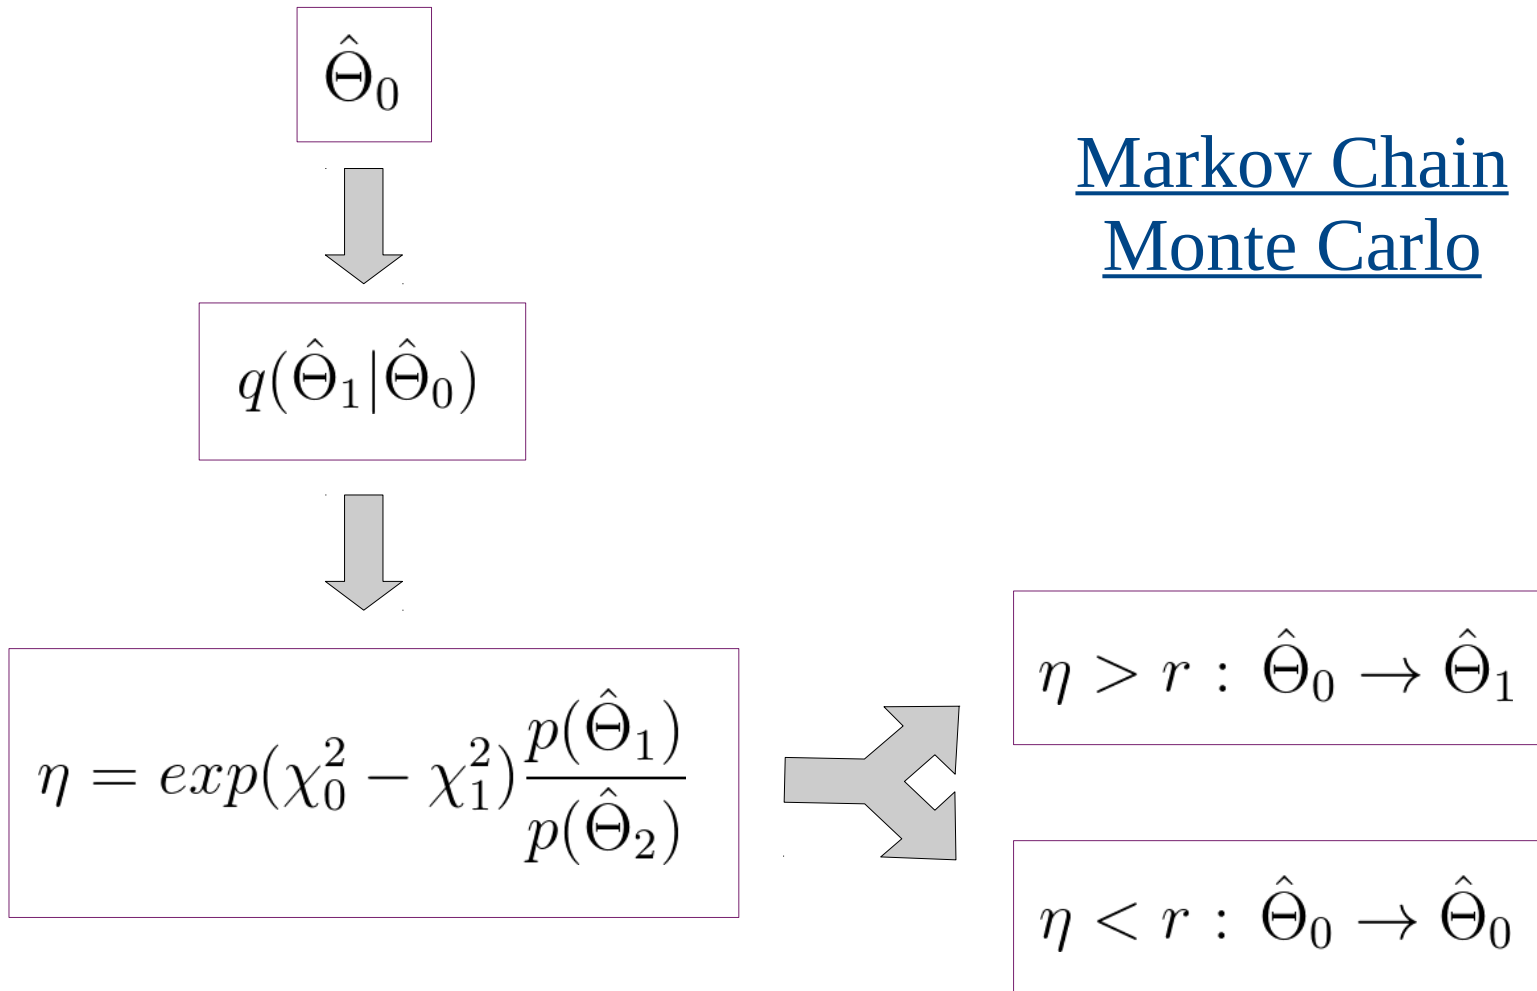 Θ̂₀
Markov Chain
Monte Carlo
q(Θ̂₁|Θ̂₀)
η = exp(χ₀² − χ₁²) p(Θ̂₁) / p(Θ̂₂)
η > r : Θ̂₀ → Θ̂₁
η < r : Θ̂₀ → Θ̂₀